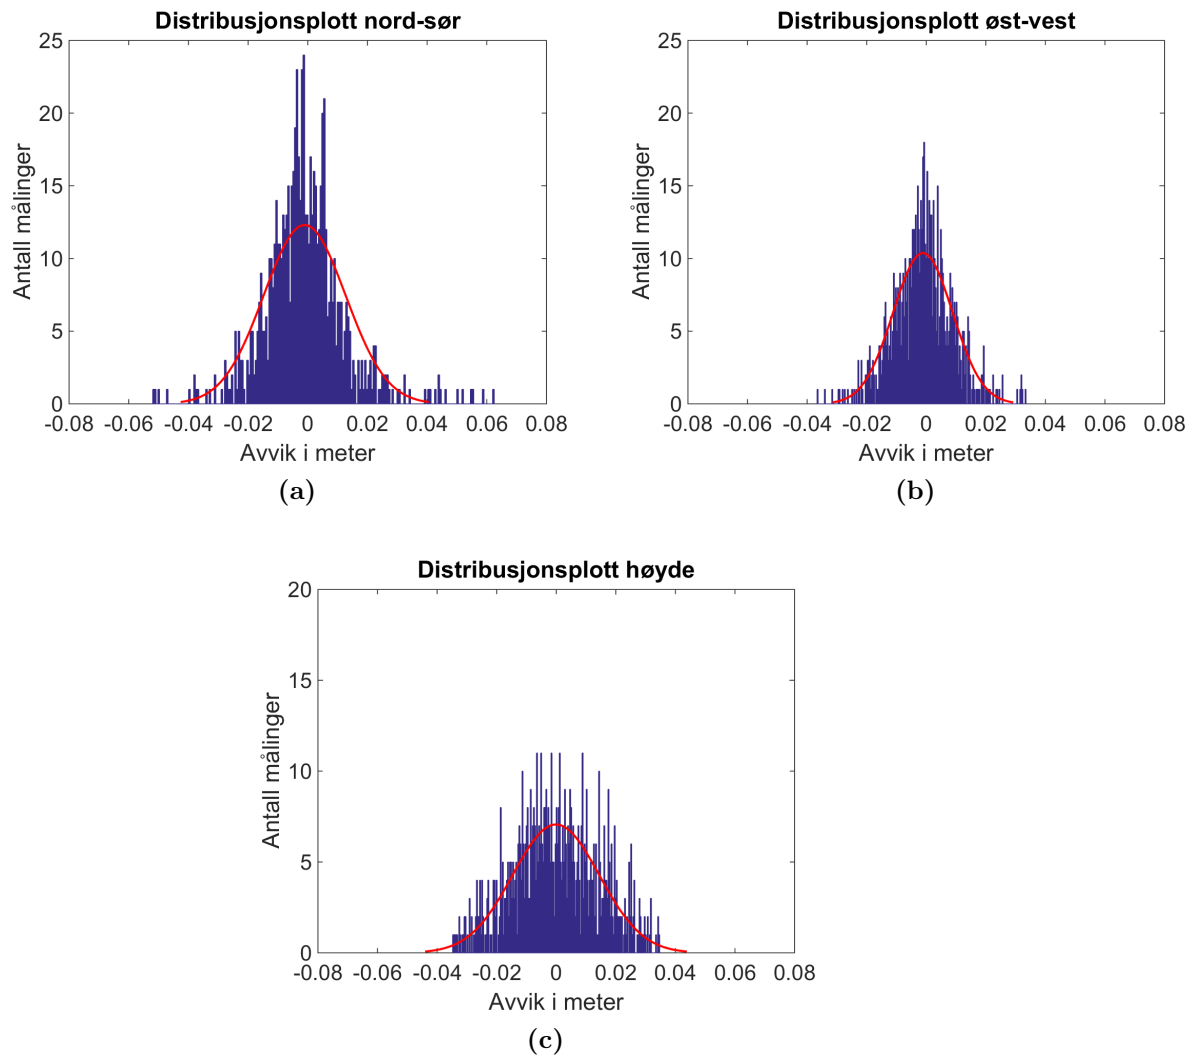 Distribusjonsplott nord-sør
25
20
15
10
5
0
Antall målinger
-0.08 -0.06 -0.04 -0.02 0 0.02 0.04 0.06 0.08
Avvik i meter
(a)
Distribusjonsplott øst-vest
25
20
15
10
5
0
Antall målinger
-0.08 -0.06 -0.04 -0.02 0 0.02 0.04 0.06 0.08
Avvik i meter
(b)
Distribusjonsplott høyde
20
15
10
5
0
Antall målinger
-0.08 -0.06 -0.04 -0.02 0 0.02 0.04 0.06 0.08
Avvik i meter
(c)